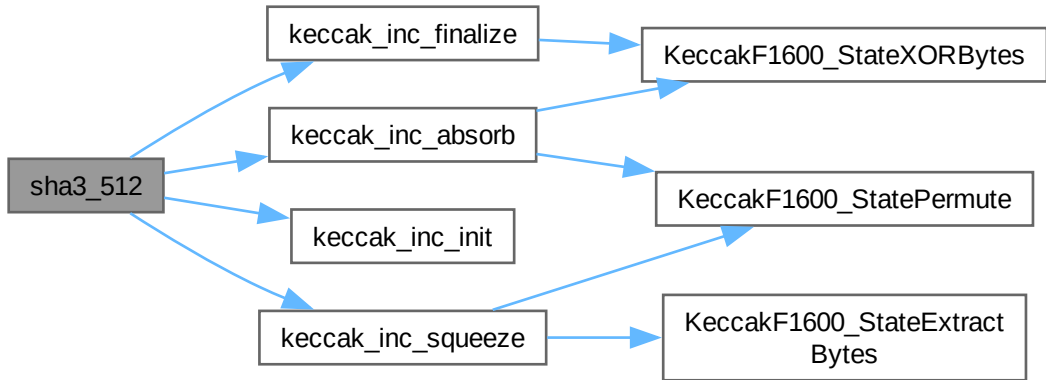 keccak_inc_finalize
KeccakF1600_StateXORBytes
keccak_inc_absorb
sha3_512
KeccakF1600_StatePermute
keccak_inc_init
keccak_inc_squeeze
KeccakF1600_StateExtract
Bytes